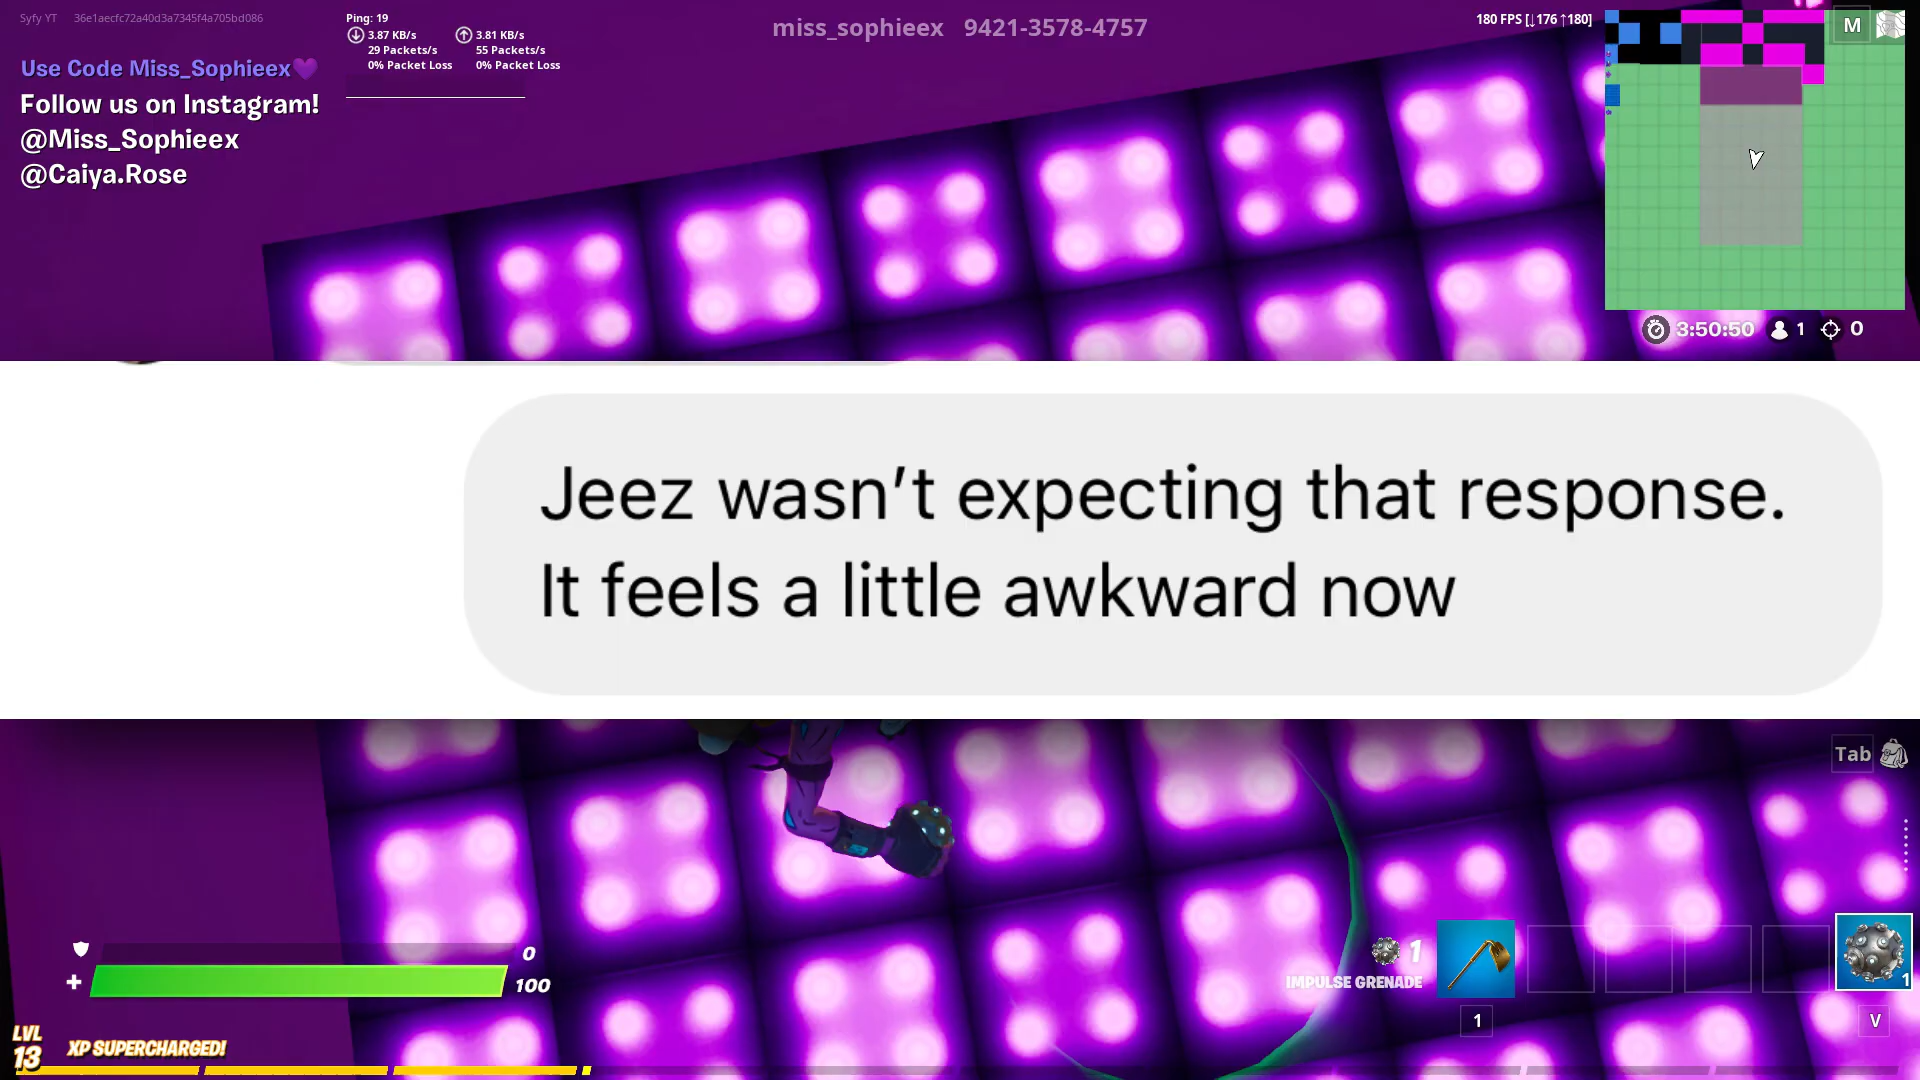 Syfy YT 36e1aecfc72a40d3a7345f4a705bd086
Ping: 19
3.87 KB/s 3.81 KB/s
29 Packets/s 55 Packets/s
0% Packet Loss 0% Packet Loss
miss_sophieex 9421-3578-4757
180 FPS [↓176 ↑180]
M
Use Code Miss_Sophieex💜
Follow us on Instagram!
@Miss_Sophieex
@Caiya.Rose
3:50:50 1 0
Jeez wasn’t expecting that response.
It feels a little awkward now
Tab
0
100
1
IMPULSE GRENADE
1
1
V
LVL
13
XP SUPERCHARGED!